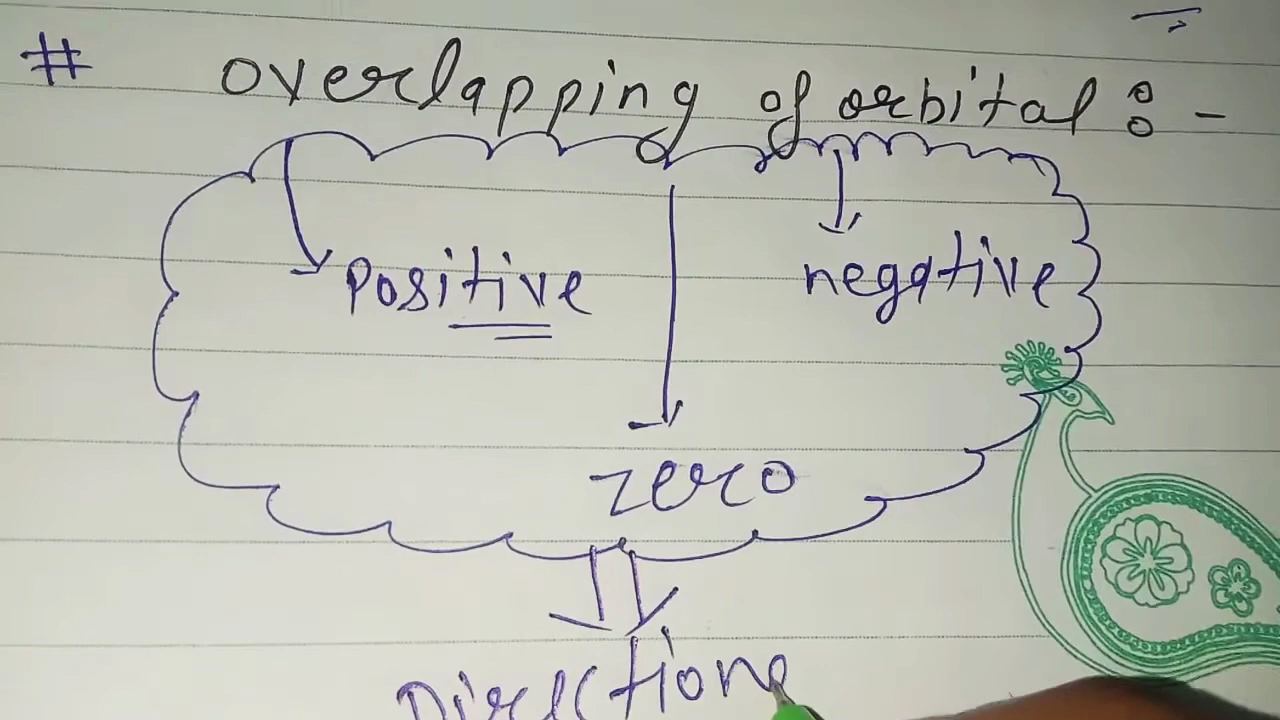 # Overlapping of orbital :-
positive
negative
zero
Direction